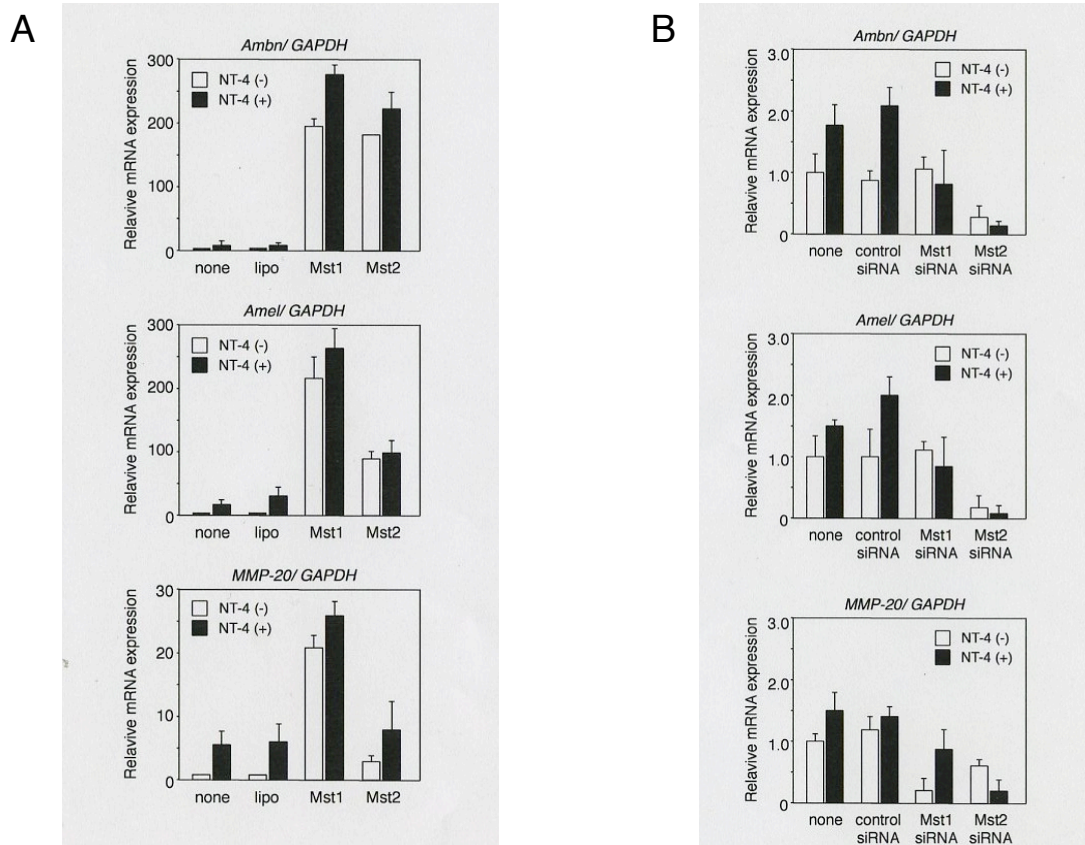 A
Ambn/ GAPDH
Relavive mRNA expression
300
200
100
0
NT-4 (-)
NT-4 (+)
none lipo Mst1 Mst2
Amel/ GAPDH
Relavive mRNA expression
300
200
100
0
NT-4 (-)
NT-4 (+)
none lipo Mst1 Mst2
MMP-20/ GAPDH
Relavive mRNA expression
30
20
10
0
NT-4 (-)
NT-4 (+)
none lipo Mst1 Mst2
B
Ambn/ GAPDH
Relavive mRNA expression
3.0
2.0
1.0
0
NT-4 (-)
NT-4 (+)
none control Mst1 Mst2
siRNA siRNA siRNA
Amel/ GAPDH
Relavive mRNA expression
3.0
2.0
1.0
0
NT-4 (-)
NT-4 (+)
none control Mst1 Mst2
siRNA siRNA siRNA
MMP-20/ GAPDH
Relavive mRNA expression
3.0
2.0
1.0
0
NT-4 (-)
NT-4 (+)
none control Mst1 Mst2
siRNA siRNA siRNA